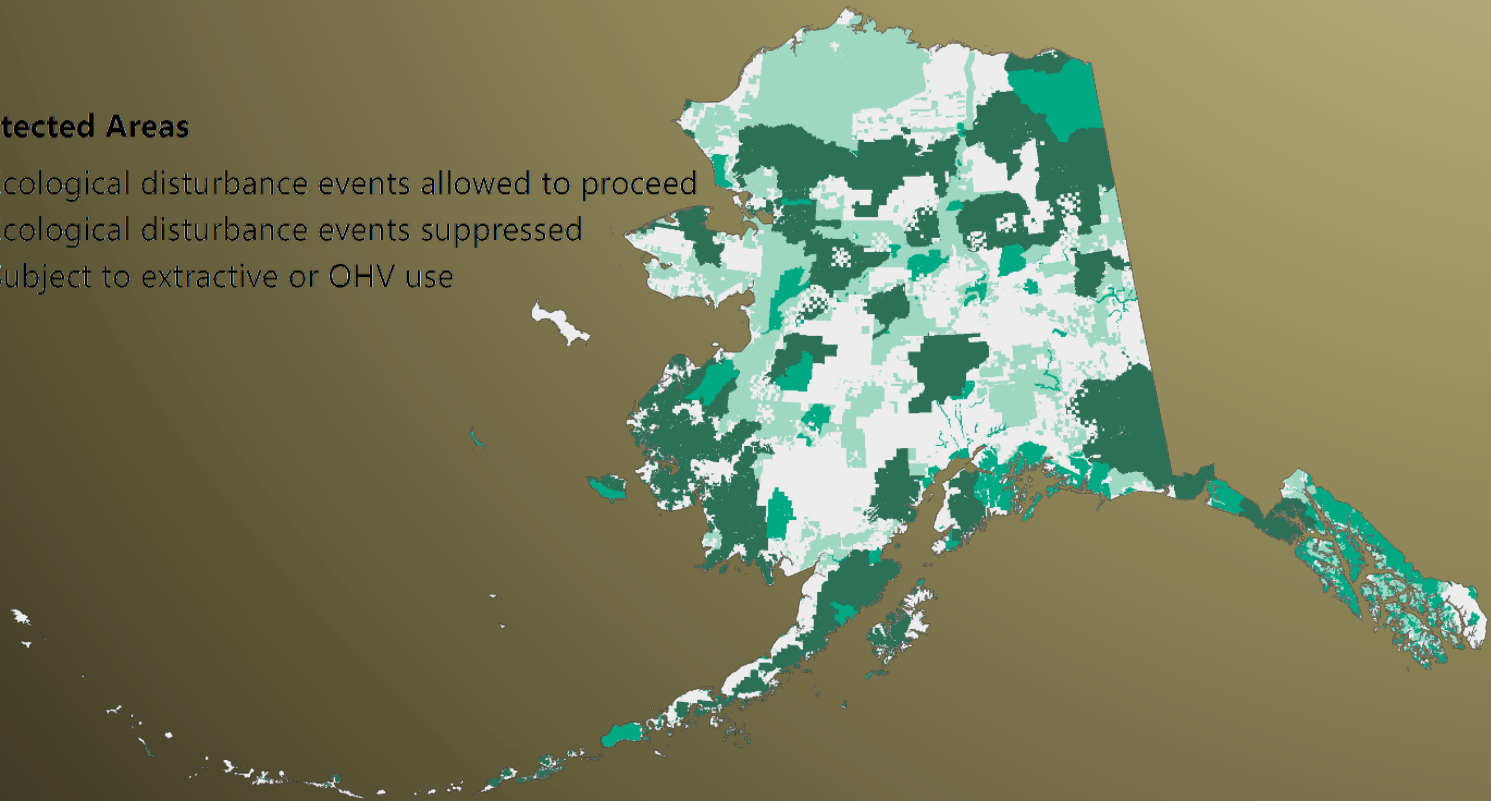 tected Areas
cological disturbance events allowed to proceed
cological disturbance events suppressed
ubject to extractive or OHV use